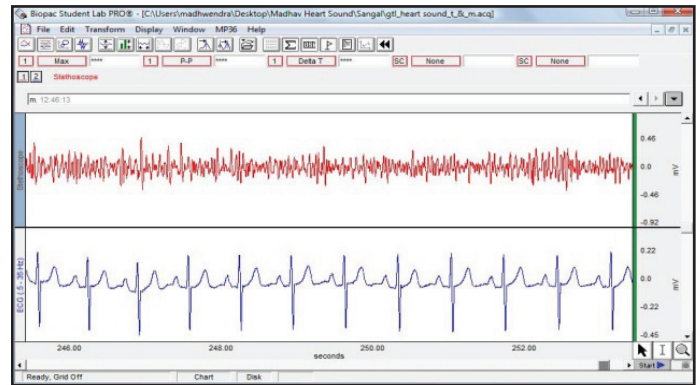 Biopac Student Lab PRO® - [C:\Users\madhwendra\Desktop\Madhav Heart Sound\Sangal\gtl_heart sound_t_&_m.acq]
File Edit Transform Display Window MP36 Help
1 Max **** 1 P-P **** 1 Delta T **** SC None SC None
1 2 Stethoscope
m. 12:46:13
Stethoscope
0.46
0.0
-0.46
-0.92
mV
ECG (.5 - 35 Hz)
0.22
0.0
-0.22
-0.45
mV
246.00 248.00 250.00 252.00
seconds
Start
Ready, Grid Off Chart Disk